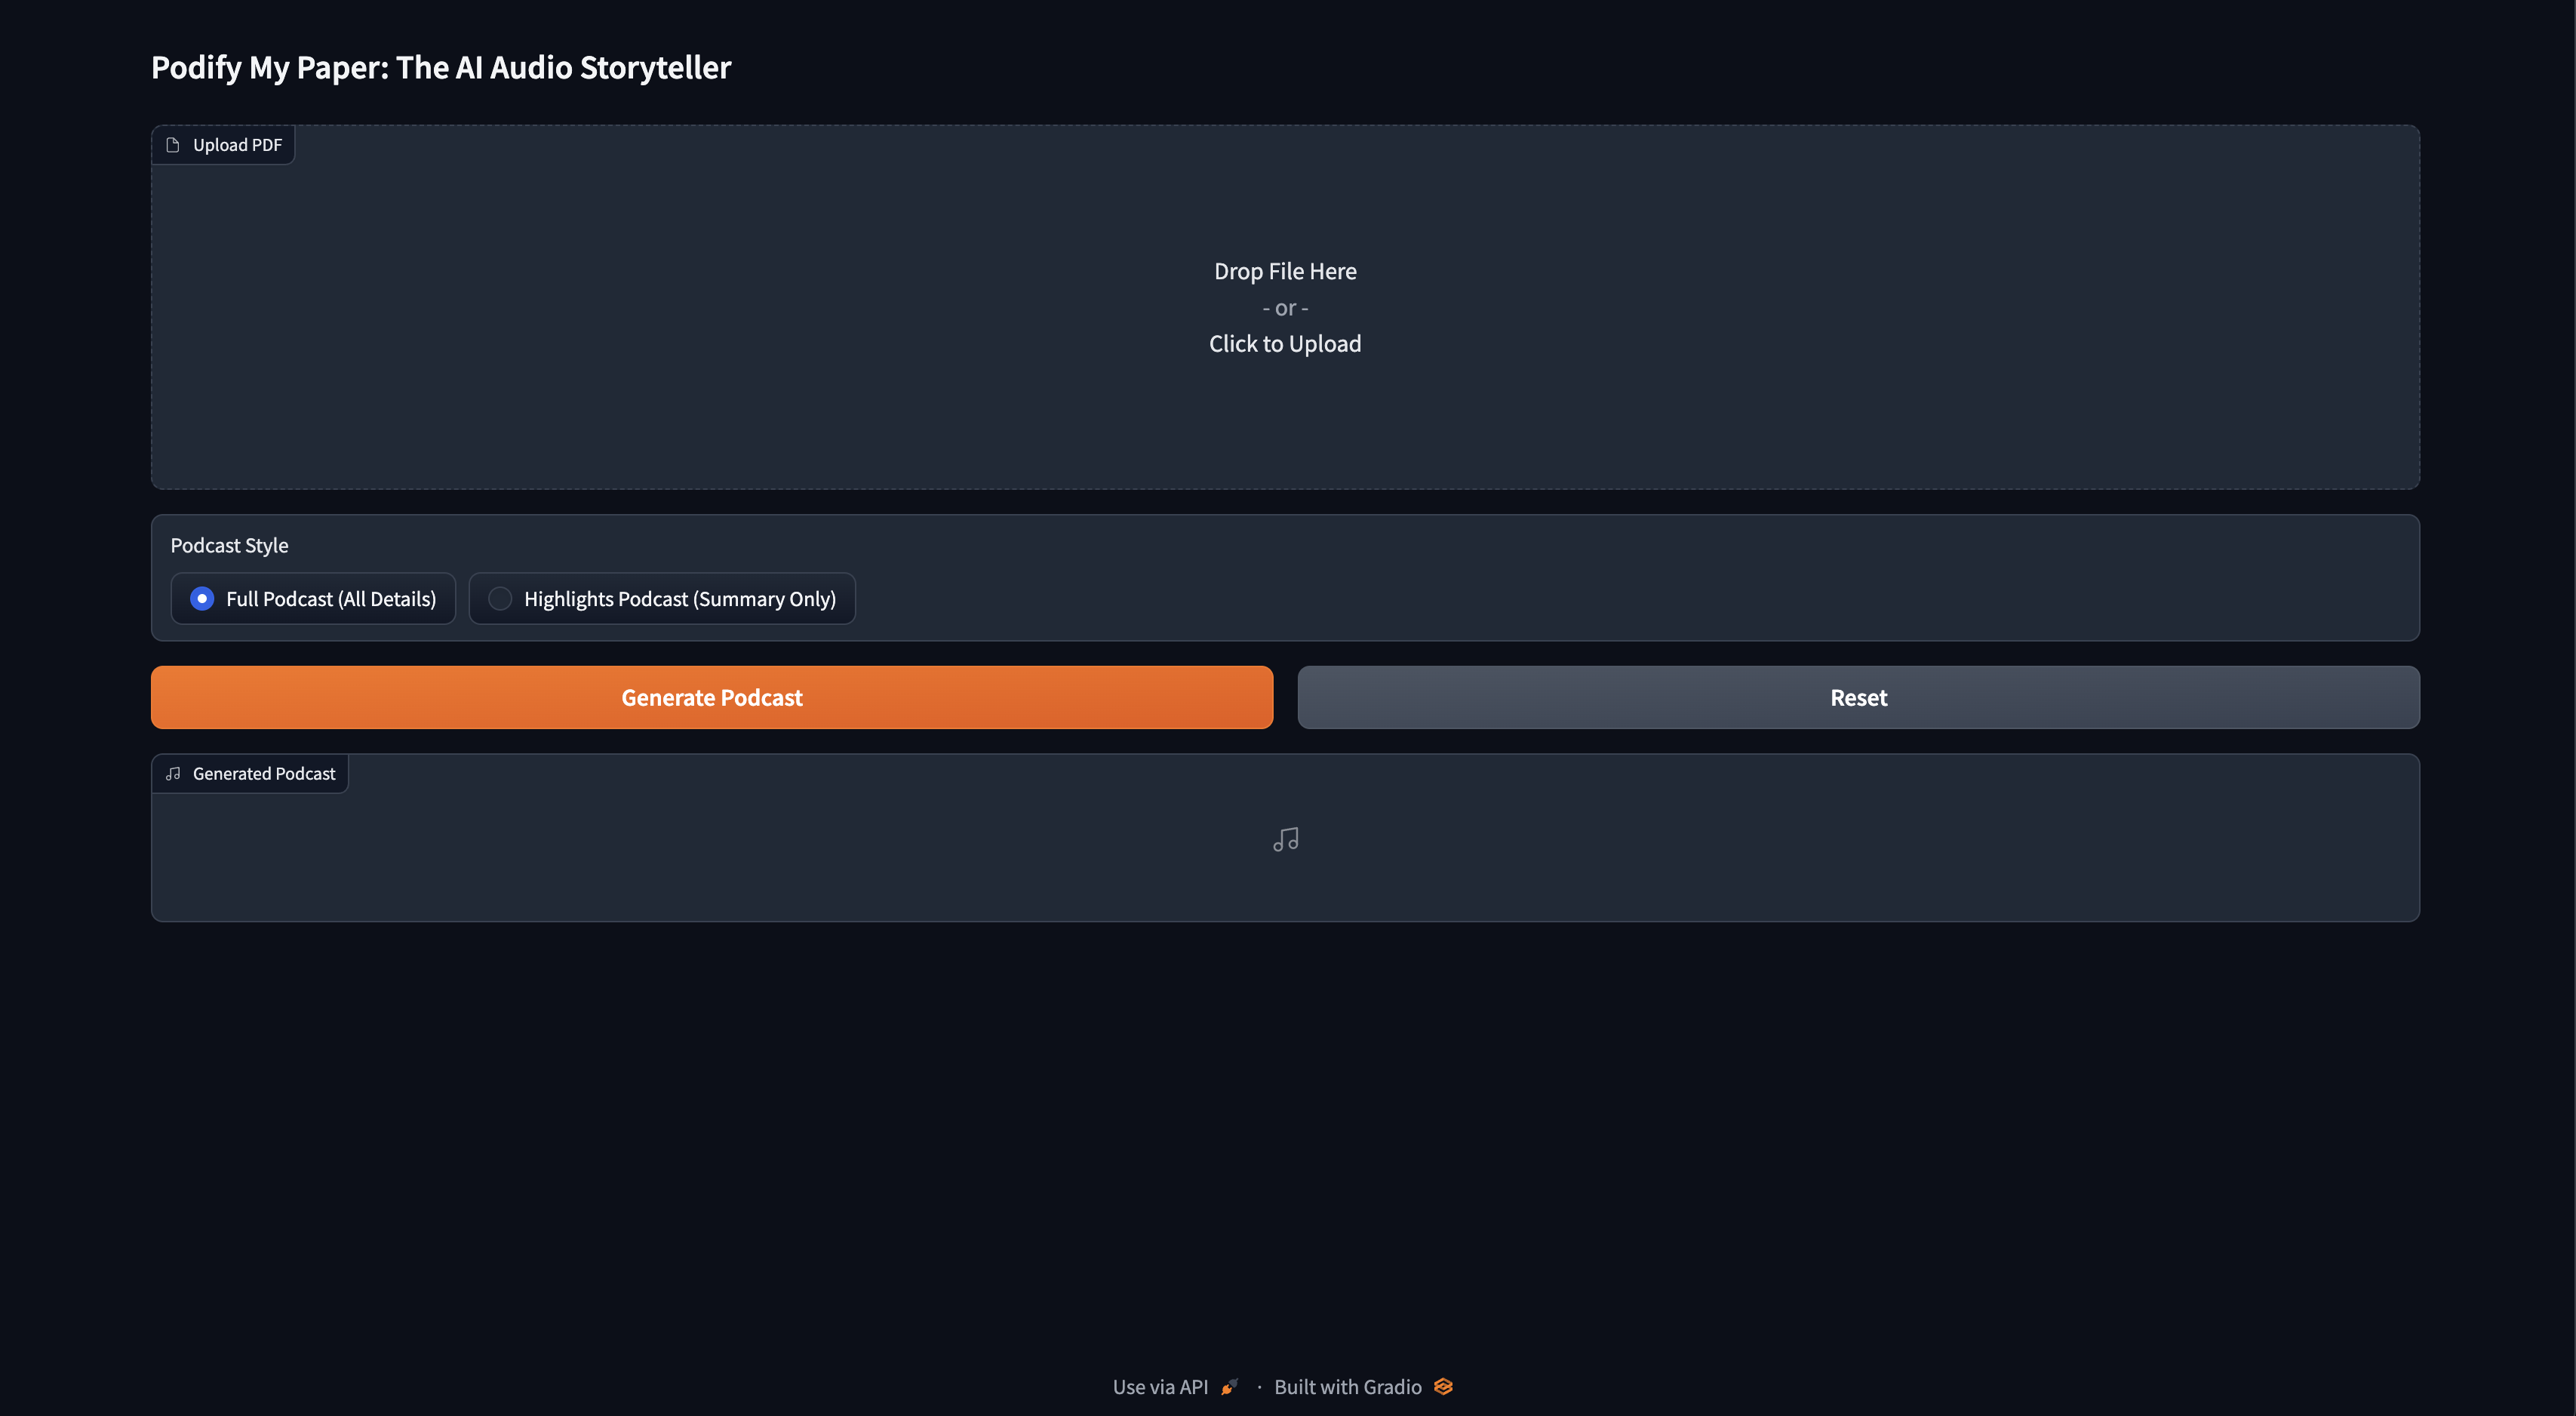 Podify My Paper: The AI Audio Storyteller
Upload PDF
Drop File Here
- or -
Click to Upload
Podcast Style
Full Podcast (All Details)
Highlights Podcast (Summary Only)
Generate Podcast
Reset
Generated Podcast
Use via API · Built with Gradio